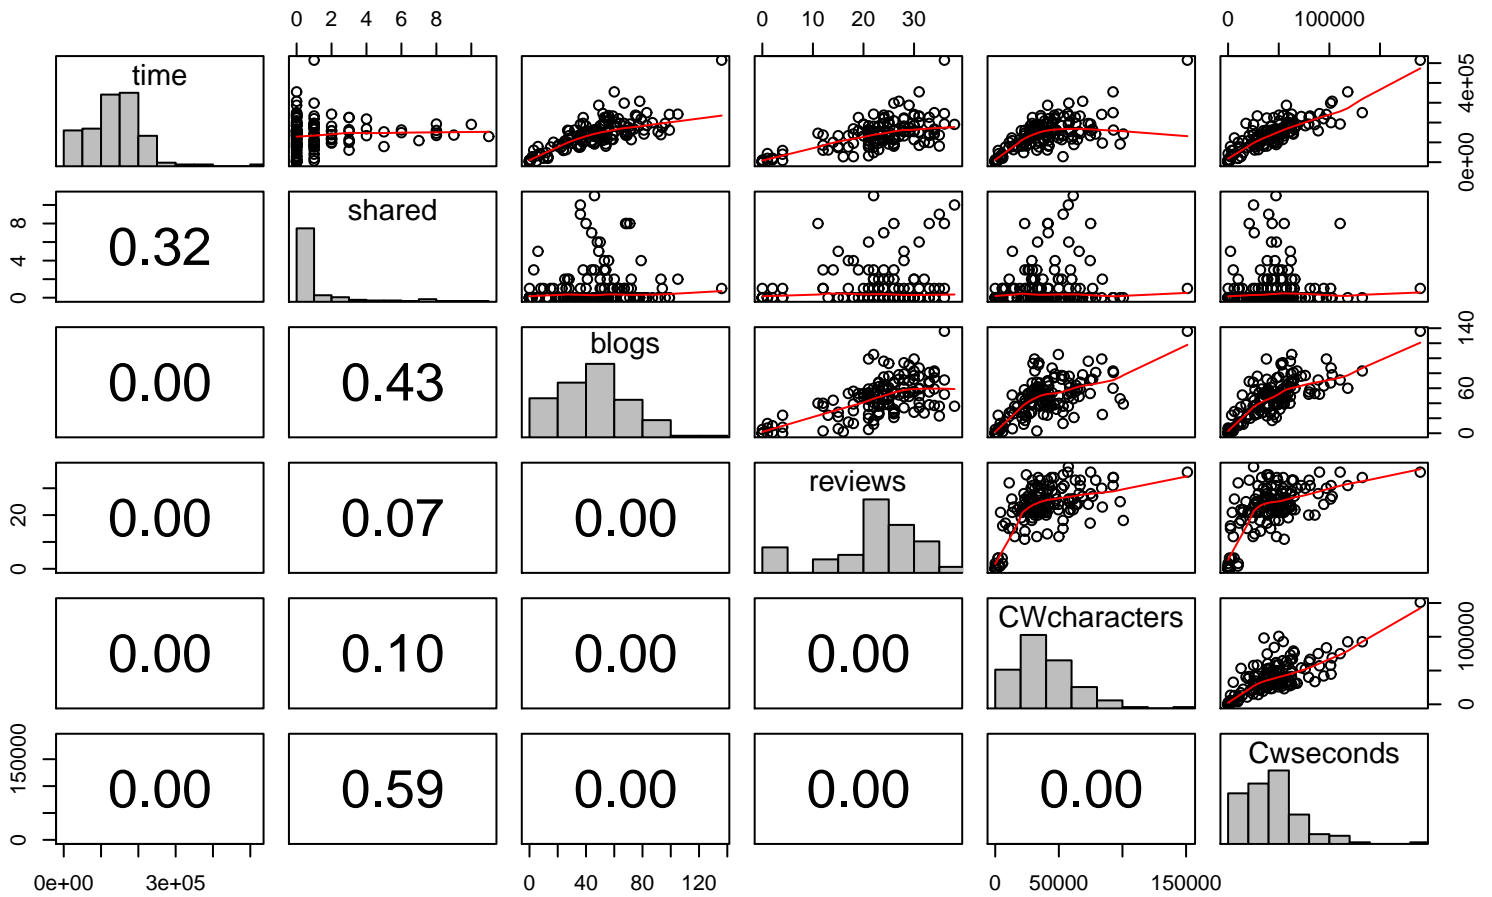 0 2 4 6 8 0 10 20 30 0 100000
time 0e+00 4e+05
0 4 8 0.32 shared
0.00 0.43 blogs 0 60 140
0 20 0.00 0.07 0.00 reviews
0.00 0.10 0.00 0.00 CWcharacters 0 100000
0 150000 0.00 0.59 0.00 0.00 0.00 Cwseconds
0e+00 3e+05 0 40 80 120 0 50000 150000